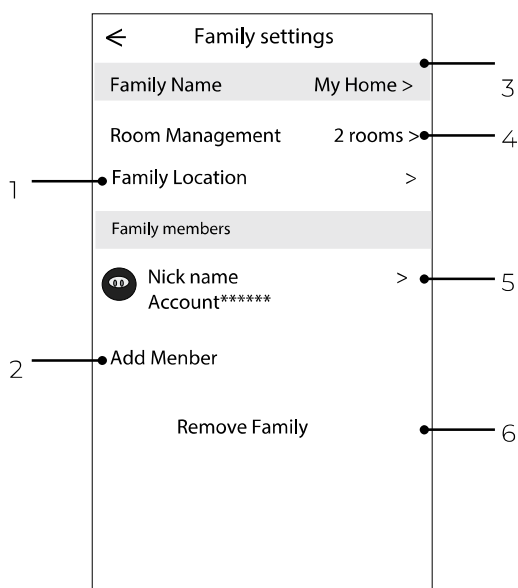 Family settings
Family Name My Home >
3
Room Management 2 rooms >
4
1
Family Location >
Family members
Nick name >
Account******
5
2
Add Menber
Remove Family
6